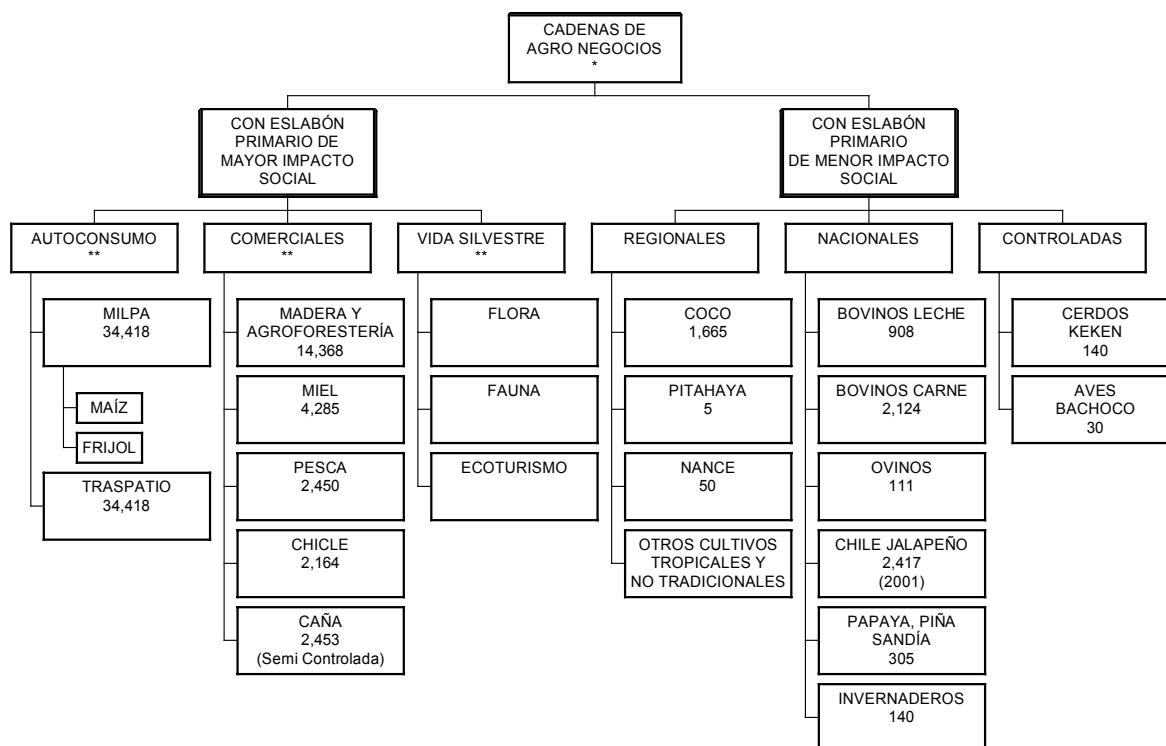 CADENAS DE
AGRO NEGOCIOS
*
CON ESLABÓN
PRIMARIO DE
MAYOR IMPACTO
SOCIAL
CON ESLABÓN
PRIMARIO
DE MENOR IMPACTO
SOCIAL
AUTOCONSUMO
**
COMERCIALES
**
VIDA SILVESTRE
**
REGIONALES
NACIONALES
CONTROLADAS
MILPA
34,418
MAÍZ
FRIJOL
TRASPATIO
34,418
MADERA Y
AGROFORESTERÍA
14,368
MIEL
4,285
PESCA
2,450
CHICLE
2,164
CAÑA
2,453
(Semi Controlada)
FLORA
FAUNA
ECOTURISMO
COCO
1,665
PITAHAYA
5
NANCE
50
OTROS CULTIVOS
TROPICALES Y
NO TRADICIONALES
BOVINOS LECHE
908
BOVINOS CARNE
2,124
OVINOS
111
CHILE JALAPEÑO
2,417
(2001)
PAPAYA, PIÑA
SANDÍA
305
INVERNADEROS
140
CERDOS
KEKEN
140
AVES
BACHOCO
30